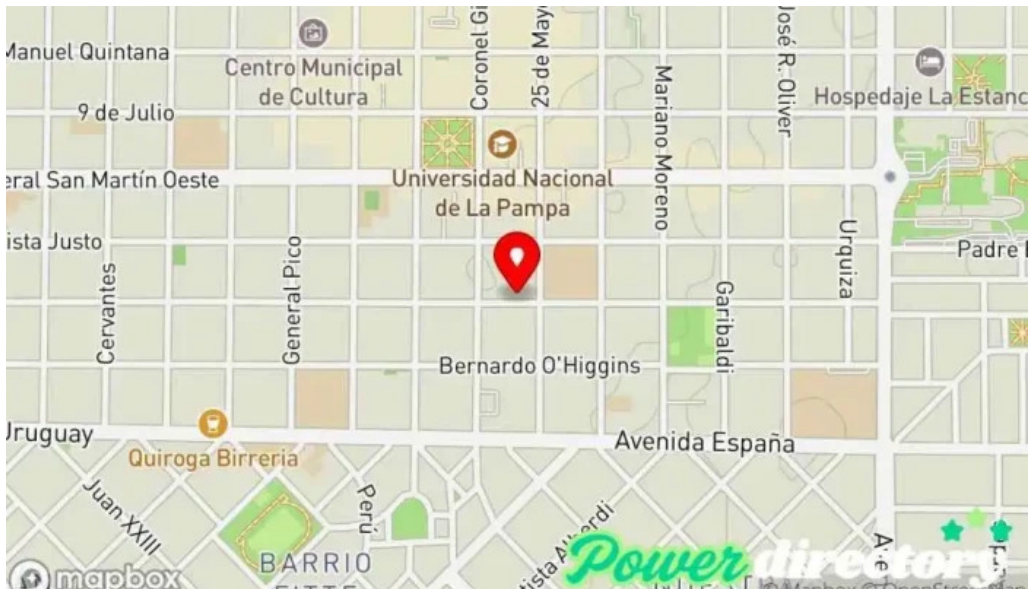 Manuel Quintana
Centro Municipal
de Cultura
Coronel Gi
25 de May
José R. Oliver
Hospedaje La Estanc
9 de Julio
Mariano Moreno
eral San Martín Oeste
Universidad Nacional
de La Pampa
ista Justo
Urquiza
Padre
Cervantes
General Pico
Garibaldi
Bernardo O'Higgins
Uruguay
Avenida España
Quiroga Birreria
Juan XXIII
Perú
BARRIO
mapbox
Power directory